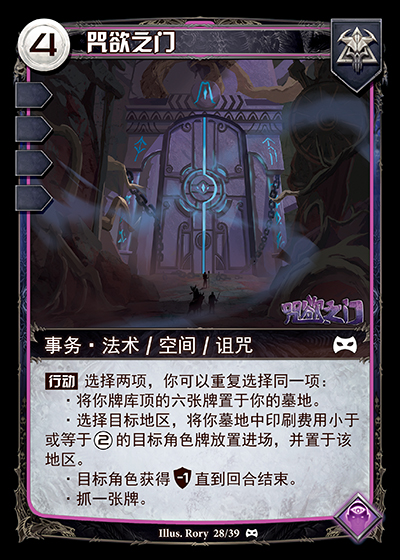 4 咒欲之门
咒欲之门
事务·法术 / 空间 / 诅咒
行动 选择两项，你可以重复选择同一项：
·将你牌库顶的六张牌置于你的墓地。
·选择目标地区，将你墓地中印刷费用小于
或等于②的目标角色牌放置进场，并置于该
地区。
·目标角色获得 -1 直到回合结束。
·抓一张牌。
Illus. Rory 28/39